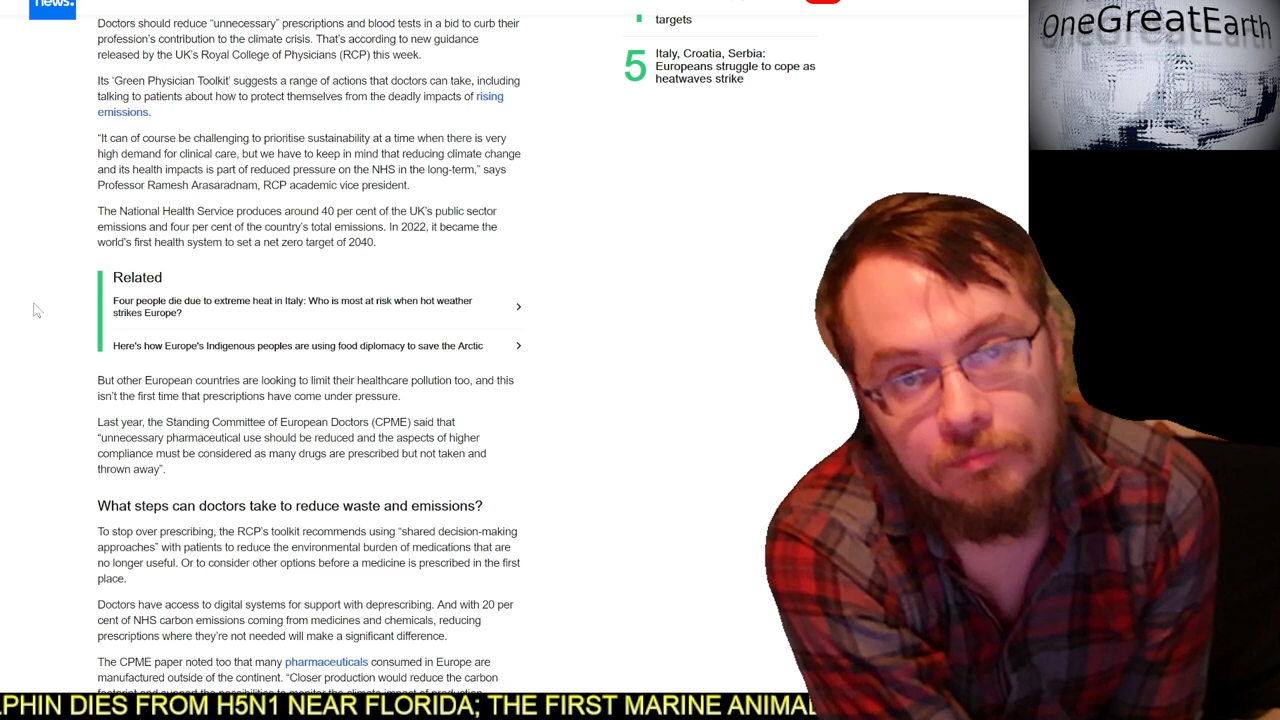 news.
Doctors should reduce “unnecessary” prescriptions and blood tests in a bid to curb their
profession’s contribution to the climate crisis. That’s according to new guidance
released by the UK’s Royal College of Physicians (RCP) this week.
Its ‘Green Physician Toolkit’ suggests a range of actions that doctors can take, including
talking to patients about how to protect themselves from the deadly impacts of rising
emissions.
“It can of course be challenging to prioritise sustainability at a time when there is very
high demand for clinical care, but we have to keep in mind that reducing climate change
and its health impacts is part of reduced pressure on the NHS in the long-term,” says
Professor Ramesh Arasaradnam, RCP academic vice president.
The National Health Service produces around 40 per cent of the UK’s public sector
emissions and four per cent of the country’s total emissions. In 2022, it became the
world’s first health system to set a net zero target of 2040.
Related
Four people die due to extreme heat in Italy: Who is most at risk when hot weather
strikes Europe?
Here's how Europe's Indigenous peoples are using food diplomacy to save the Arctic
But other European countries are looking to limit their healthcare pollution too, and this
isn’t the first time that prescriptions have come under pressure.
Last year, the Standing Committee of European Doctors (CPME) said that
“unnecessary pharmaceutical use should be reduced and the aspects of higher
compliance must be considered as many drugs are prescribed but not taken and
thrown away”.
What steps can doctors take to reduce waste and emissions?
To stop over prescribing, the RCP’s toolkit recommends using “shared decision-making
approaches” with patients to reduce the environmental burden of medications that are
no longer useful. Or to consider other options before a medicine is prescribed in the first
place.
Doctors have access to digital systems for support with deprescribing. And with 20 per
cent of NHS carbon emissions coming from medicines and chemicals, reducing
prescriptions where they’re not needed will make a significant difference.
The CPME paper noted too that many pharmaceuticals consumed in Europe are
manufactured outside of the continent. “Closer production would reduce the carbon
footprint and support the possibilities to monitor the climate impact of production
targets
5
Italy, Croatia, Serbia:
Europeans struggle to cope as
heatwaves strike
OneGreatEarth
LPHIN DIES FROM H5N1 NEAR FLORIDA; THE FIRST MARINE ANIMAL